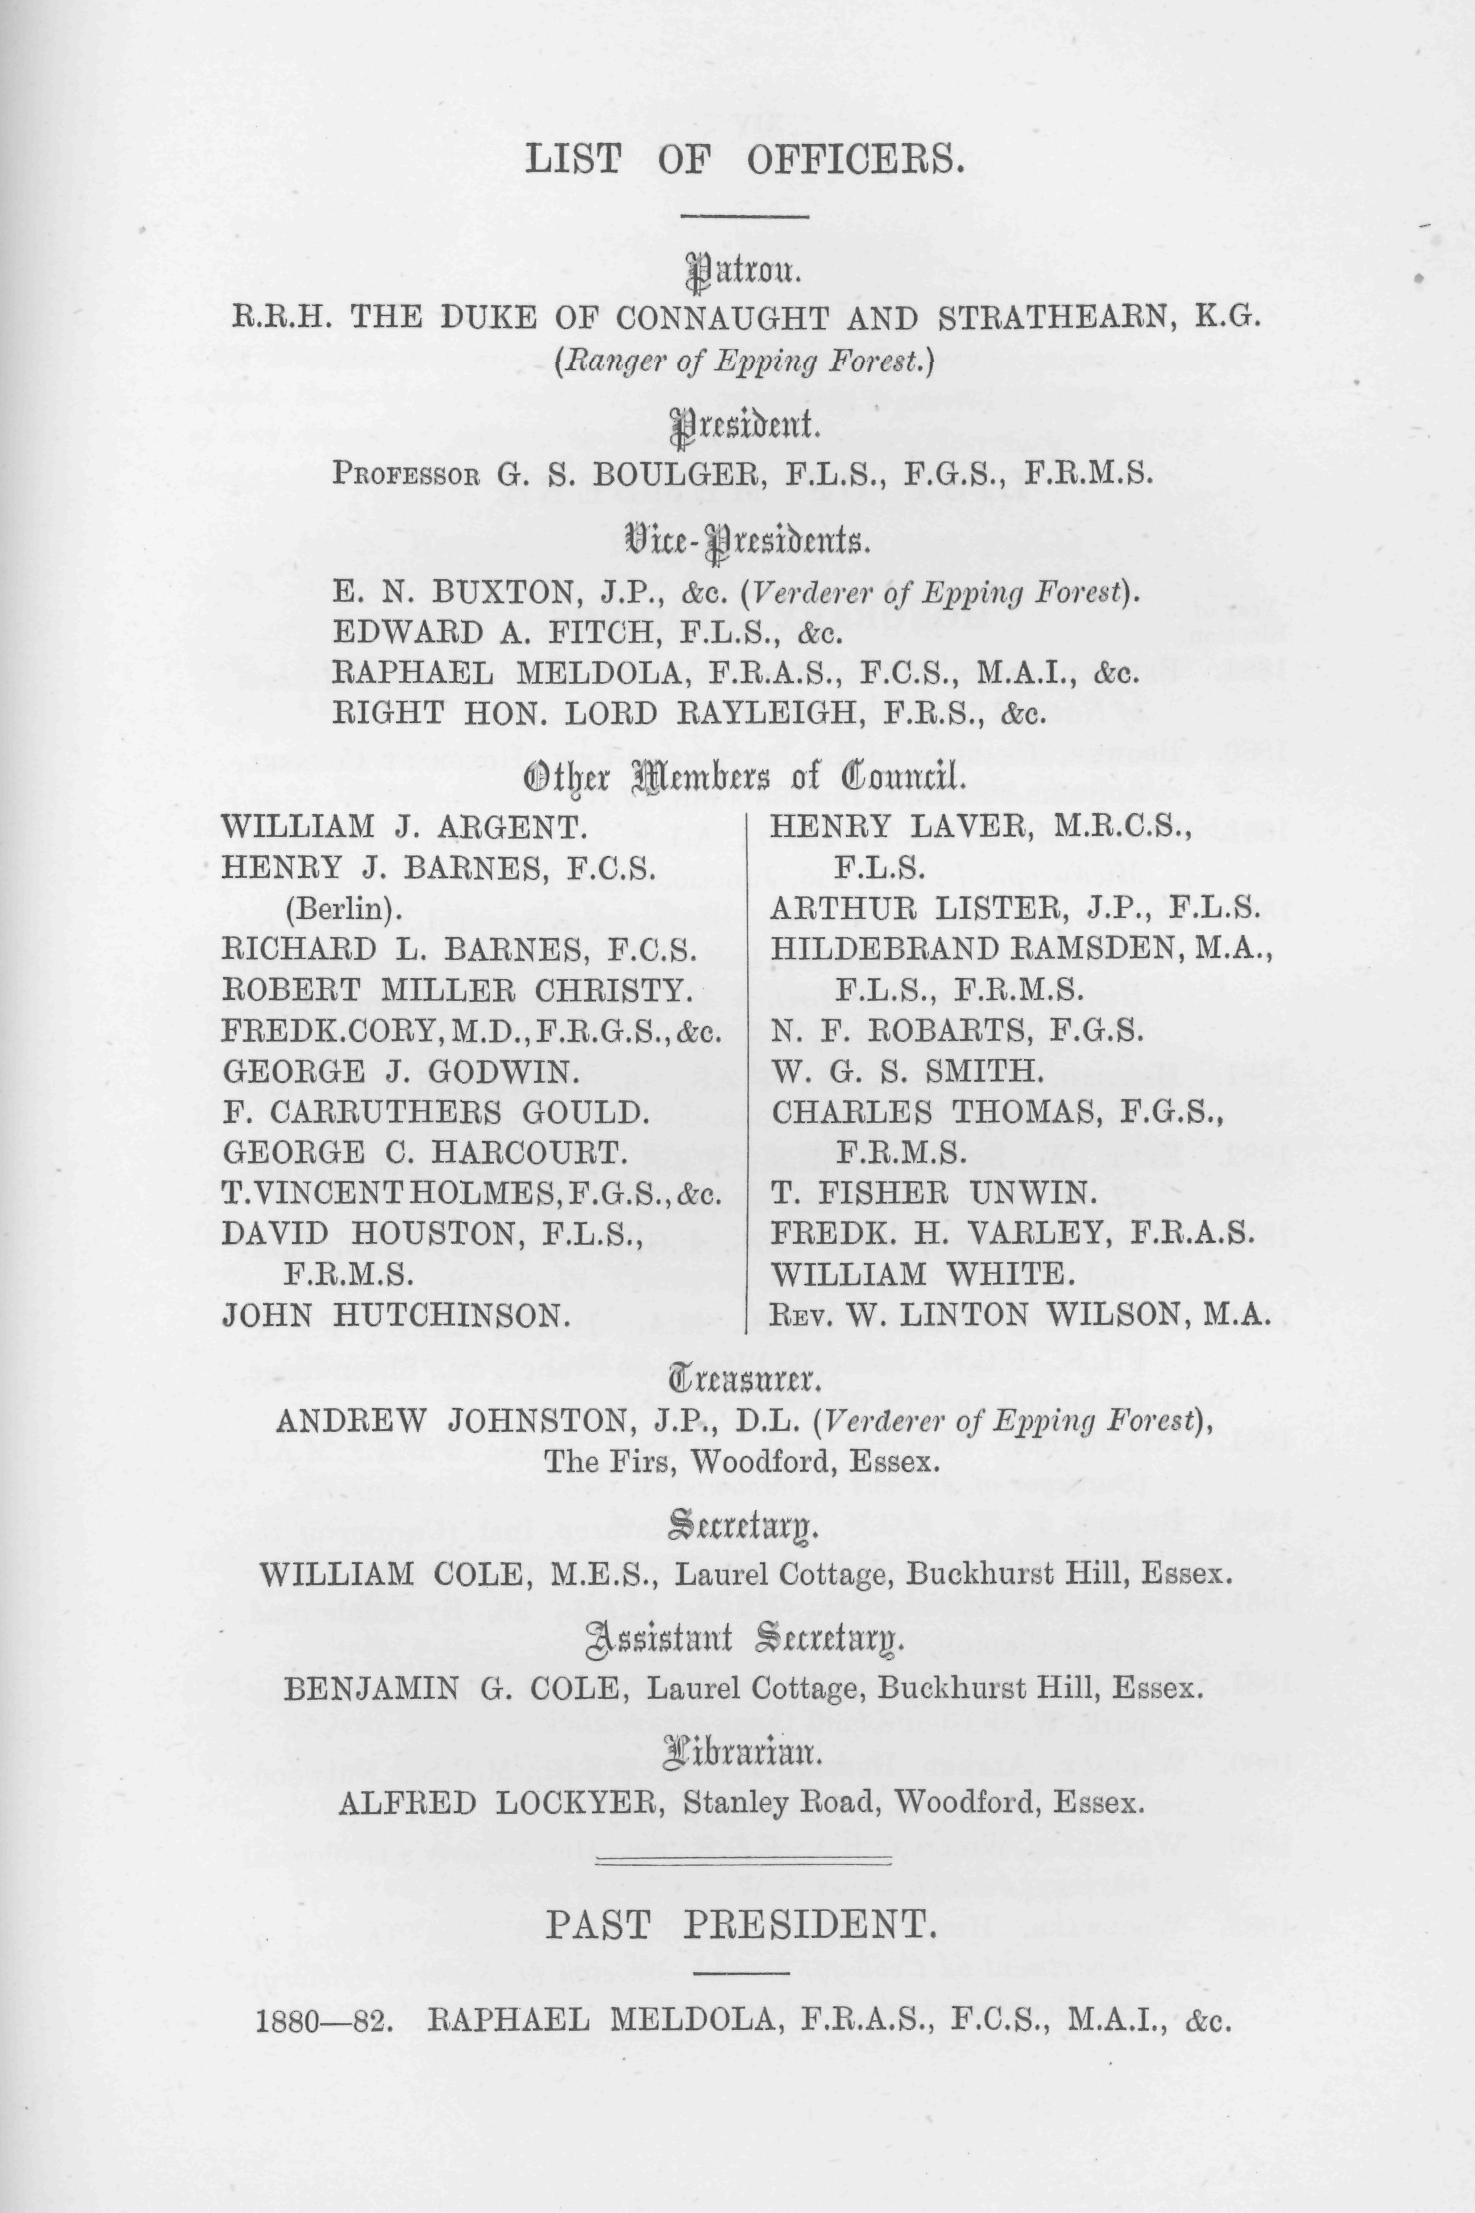 LIST OF OFFICERS.
Patron.
R.R.H. THE DUKE OF CONNAUGHT AND STRATHEARN, K.G.
(Ranger of Epping Forest.)
President.
PROFESSOR G. S. BOULGER, F.L.S., F.G.S., F.R.M.S.
Vice-Presidents.
E. N. BUXTON, J.P., &c. (Verderer of Epping Forest).
EDWARD A. FITCH, F.L.S., &c.
RAPHAEL MELDOLA, F.R.A.S., F.C.S., M.A.I., &c.
RIGHT HON. LORD RAYLEIGH, F.R.S., &c.
Other Members of Council.
WILLIAM J. ARGENT.
HENRY J. BARNES, F.C.S.
(Berlin).
RICHARD L. BARNES, F.C.S.
ROBERT MILLER CHRISTY.
FREDK. CORY, M.D., F.R.G.S., &c.
GEORGE J. GODWIN.
F. CARRUTHERS GOULD.
GEORGE C. HARCOURT.
T. VINCENT HOLMES, F.G.S., &c.
DAVID HOUSTON, F.L.S.,
F.R.M.S.
JOHN HUTCHINSON.
HENRY LAVER, M.R.C.S.,
F.L.S.
ARTHUR LISTER, J.P., F.L.S.
HILDEBRAND RAMSDEN, M.A.,
F.L.S., F.R.M.S.
N. F. ROBARTS, F.G.S.
W. G. S. SMITH.
CHARLES THOMAS, F.G.S.,
F.R.M.S.
T. FISHER UNWIN.
FREDK. H. VARLEY, F.R.A.S.
WILLIAM WHITE.
REV. W. LINTON WILSON, M.A.
Treasurer.
ANDREW JOHNSTON, J.P., D.L. (Verderer of Epping Forest),
The Firs, Woodford, Essex.
Secretary.
WILLIAM COLE, M.E.S., Laurel Cottage, Buckhurst Hill, Essex.
Assistant Secretary.
BENJAMIN G. COLE, Laurel Cottage, Buckhurst Hill, Essex.
Librarian.
ALFRED LOCKYER, Stanley Road, Woodford, Essex.
PAST PRESIDENT.
1880—82. RAPHAEL MELDOLA, F.R.A.S., F.C.S., M.A.I., &c.